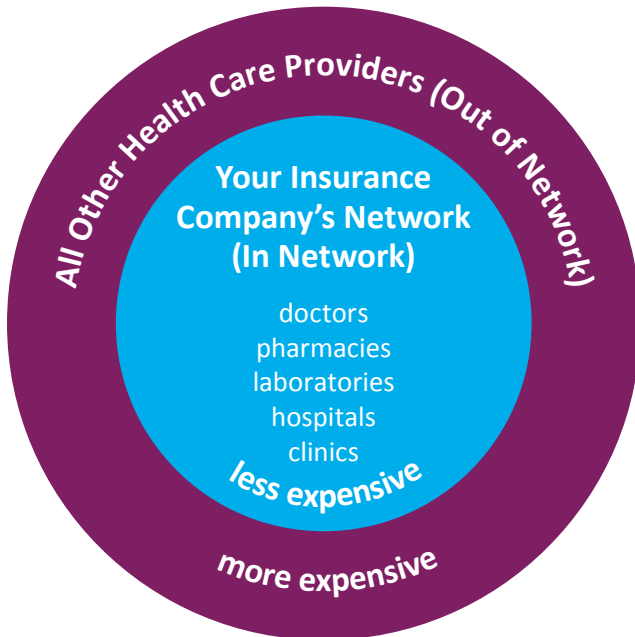 All Other Health Care Providers (Out of Network)
Your Insurance
Company’s Network
(In Network)
doctors
pharmacies
laboratories
hospitals
clinics
less expensive
more expensive